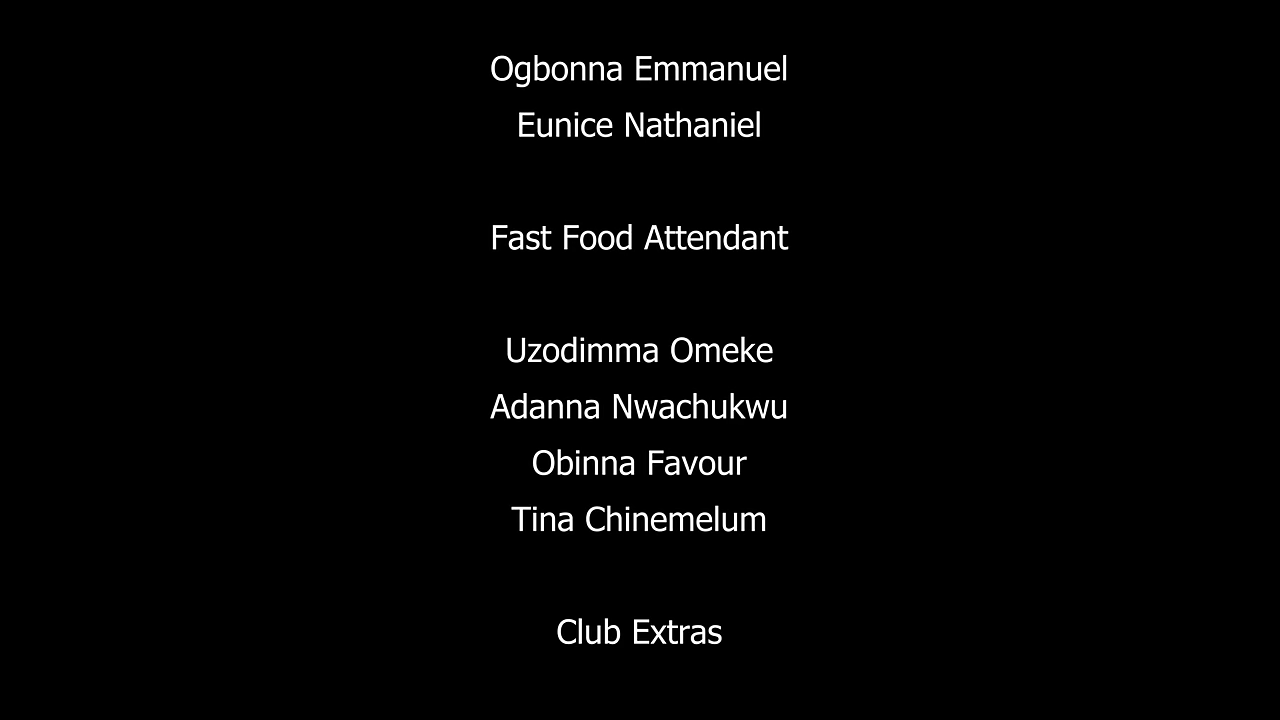 Ogbonna Emmanuel
Eunice Nathaniel
Fast Food Attendant
Uzodimma Omeke
Adanna Nwachukwu
Obinna Favour
Tina Chinemelum
Club Extras